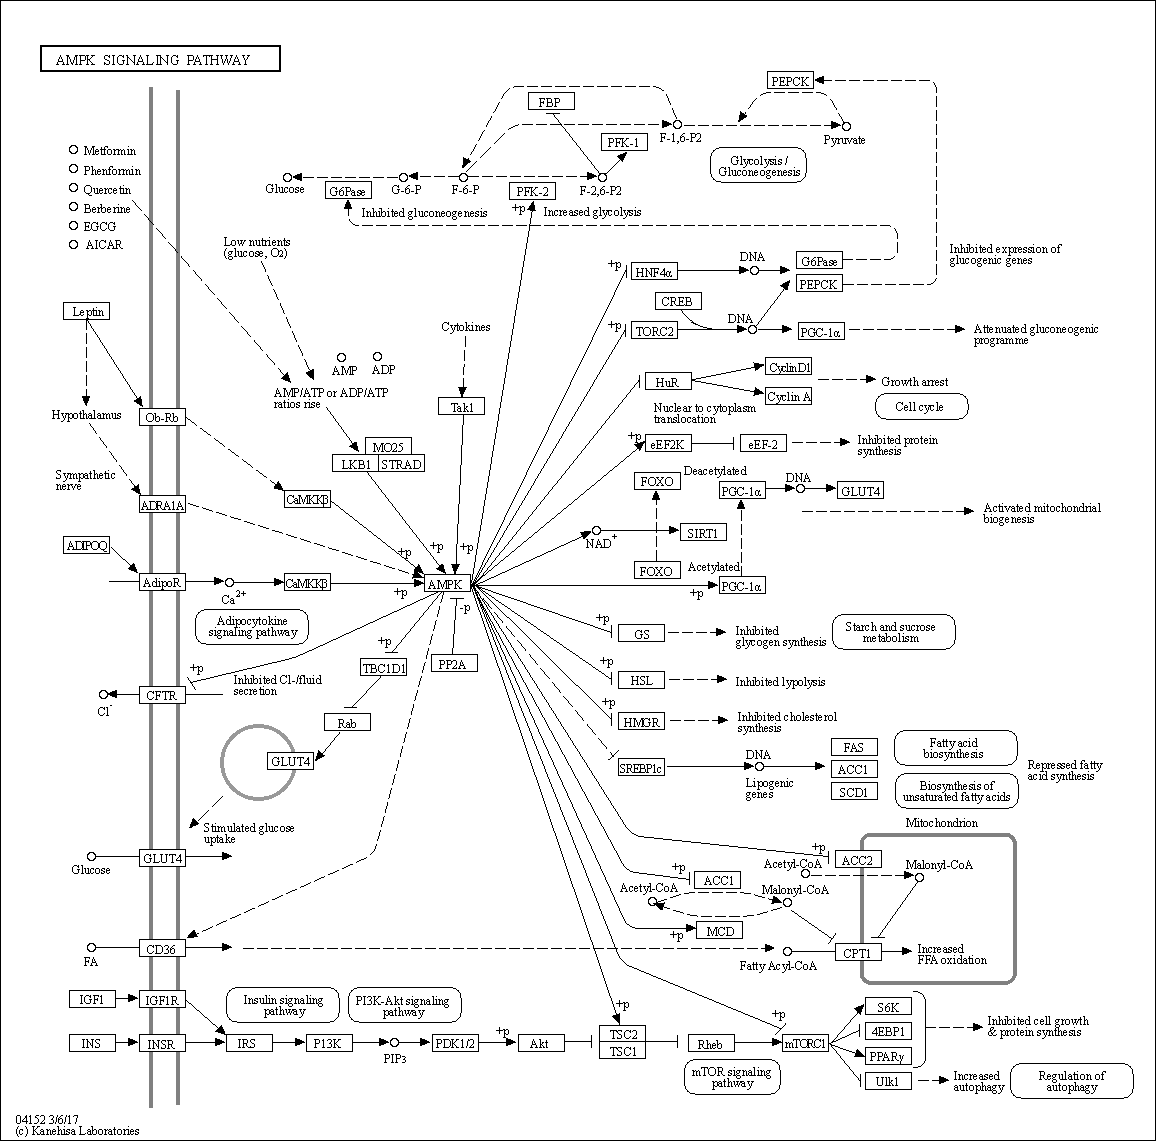 AMPK SIGNALING PATHWAY
PEPCK
FBP
F-1,6-P2
Pyruvate
PFK-1
Glycolysis /
Gluconeogenesis
Metformin
Phenformin
Quercetin
Berberine
EGCG
AICAR
Glucose
G6Pase
G-6-P
F-6-P
PFK-2
F-2,6-P2
+p
Inhibited gluconeogenesis
Increased glycolysis
Low nutrients
(glucose, O2)
Inhibited expression of
glucogenic genes
+p
HNF4α
DNA
G6Pase
PEPCK
CREB
Leptin
Cytokines
+p
TORC2
DNA
PGC-1α
Attenuated gluconeogenic
programme
AMP
ADP
AMP/ATP or ADP/ATP
ratios rise
HuR
CyclinD1
Cyclin A
Growth arrest
Cell cycle
Nuclear to cytoplasm
translocation
Hypothalamus
Ob-Rb
Tak1
+p
eEF2K
eEF-2
Inhibited protein
synthesis
MO25
LKB1
STRAD
Sympathetic
nerve
ADRA1A
CaMKKβ
FOXO
Deacetylated
PGC-1α
DNA
GLUT4
Activated mitochondrial
biogenesis
NAD+
SIRT1
ADIPOQ
+p
+p
+p
FOXO
Acetylated
AdipoR
Ca2+
CaMKKβ
+p
AMPK
+p
PGC-1α
-p
Adipocytokine
signaling pathway
+p
GS
Inhibited
glycogen synthesis
Starch and sucrose
metabolism
+p
TBC1D1
PP2A
+p
Inhibited Cl-/fluid
secretion
+p
HSL
Inhibited lypolysis
Cl-
CFTR
Rab
+p
HMGR
Inhibited cholesterol
synthesis
GLUT4
SREBP1c
DNA
Lipogenic
genes
FAS
ACC1
SCD1
Fatty acid
biosynthesis
Biosynthesis of
unsaturated fatty acids
Repressed fatty
acid synthesis
Stimulated glucose
uptake
Mitochondrion
Glucose
GLUT4
+p
ACC2
Acetyl-CoA
Malonyl-CoA
+p
ACC1
Acetyl-CoA
Malonyl-CoA
+p
MCD
FA
CD36
Fatty Acyl-CoA
CPT1
Increased
FFA oxidation
IGF1
IGF1R
Insulin signaling
pathway
PI3K-Akt signaling
pathway
+p
+p
S6K
4EBP1
PPARγ
Ulk1
Inhibited cell growth
& protein synthesis
INS
INSR
IRS
P13K
PIP3
PDK1/2
+p
Akt
TSC2
TSC1
Rheb
mTORC1
mTOR signaling
pathway
Increased
autophagy
Regulation of
autophagy
04152 3/6/17
(c) Kanehisa Laboratories